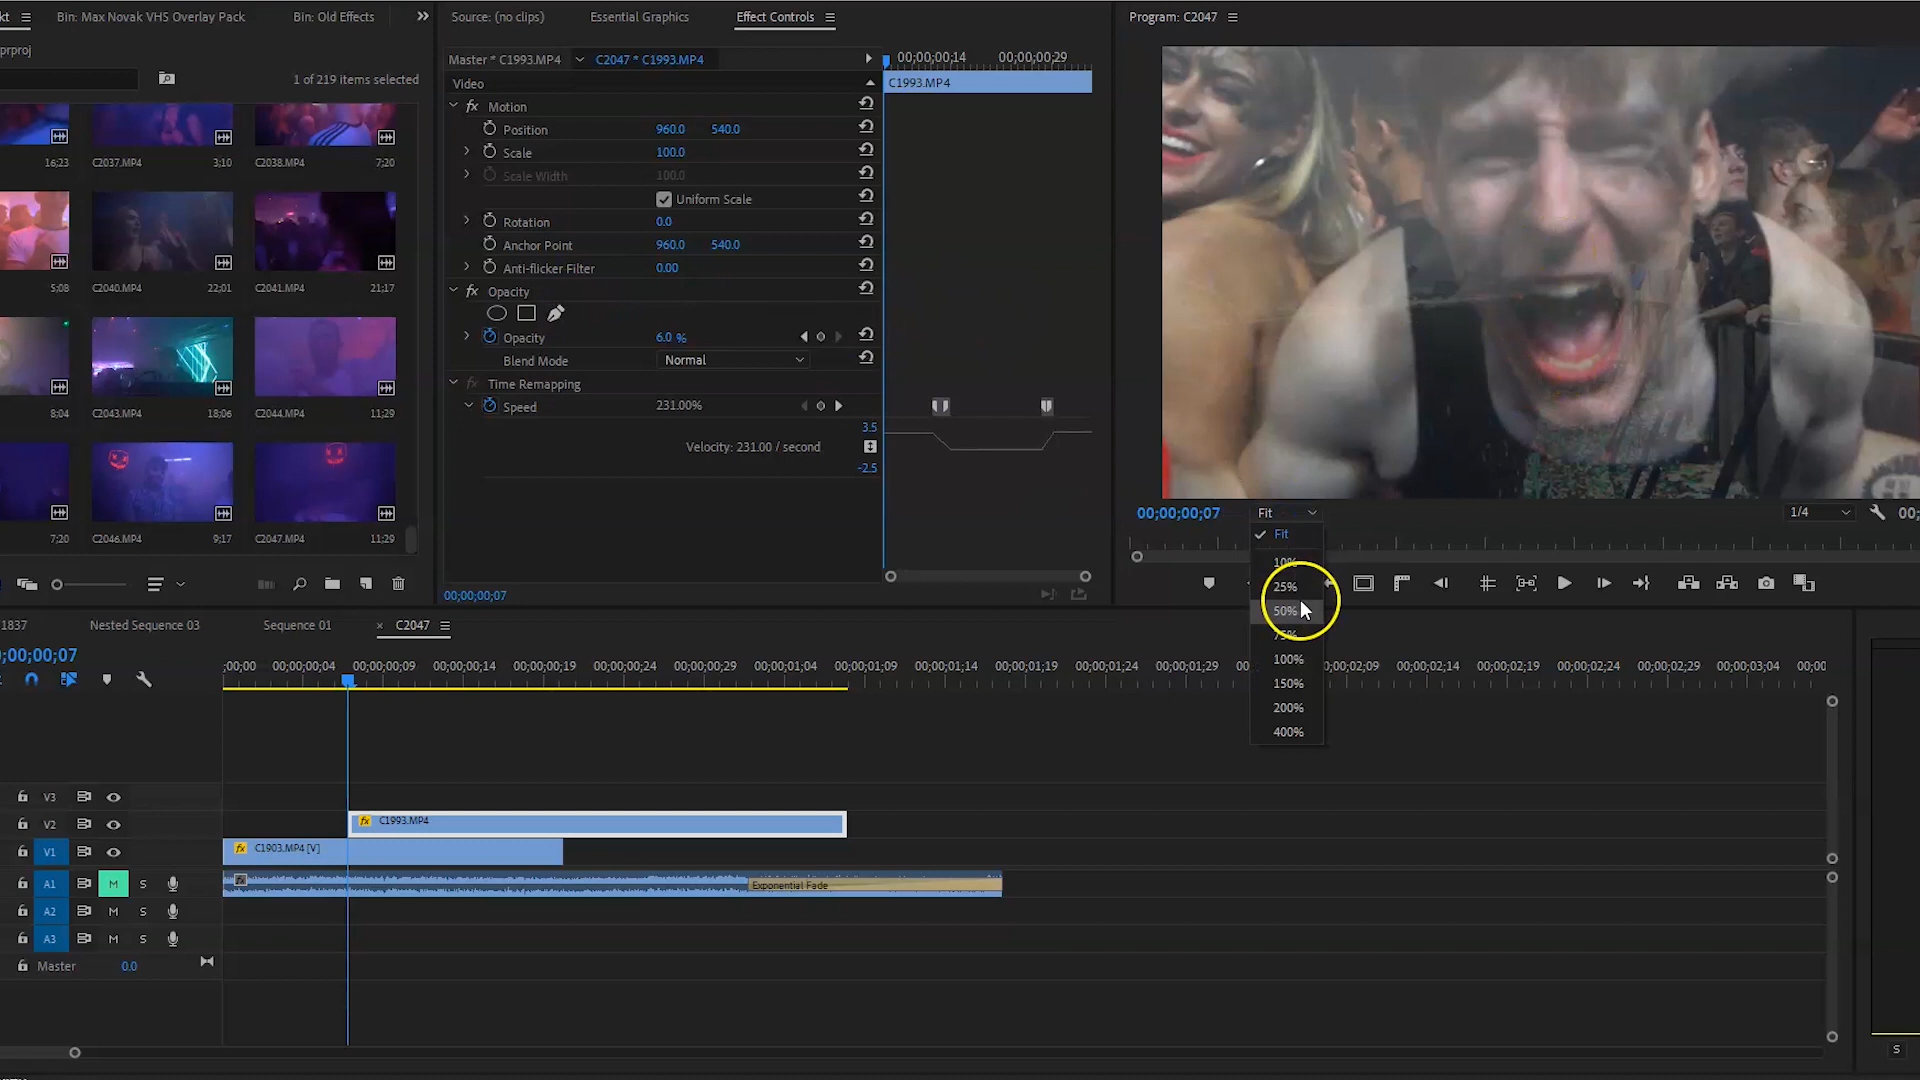 kt
Bin: Max Novak VHS Overlay Pack
Bin: Old Effects
prproj
1 of 219 items selected
16;23
C2037.MP4
3;10
C2038.MP4
7;20
5;08
C2040.MP4
22;01
C2041.MP4
21;17
8;04
C2043.MP4
18;06
C2044.MP4
11;29
7;20
C2046.MP4
9;17
C2047.MP4
11;29
Source: (no clips)
Essential Graphics
Effect Controls
Master * C1993.MP4
C2047 * C1993.MP4
Video
fx Motion
Position 960.0 540.0
Scale 100.0
Scale Width 100.0
Uniform Scale
Rotation 0.0
Anchor Point 960.0 540.0
Anti-flicker Filter 0.00
fx Opacity
Opacity 6.0 %
Blend Mode Normal
fx Time Remapping
Speed 231.00%
3.5
Velocity: 231.00 / second
-2.5
00;00;00;14
00;00;00;29
C1993.MP4
00;00;00;07
Program: C2047
00;00;00;07
Fit
1/4
00;
Fit
10%
25%
50%
75%
100%
150%
200%
400%
1837
Nested Sequence 03
Sequence 01
× C2047
;00;00;07
;00;00 00;00;00;04 00;00;00;09 00;00;00;14 00;00;00;19 00;00;00;24 00;00;00;29 00;00;01;04 00;00;01;09 00;00;01;14 00;00;01;19 00;00;01;24 00;00;01;29 00; 0;00;02;09 00;00;02;14 00;00;02;19 00;00;02;24 00;00;02;29 00;00;03;04 00;00
V3
V2
fx C1993.MP4
V1
fx C1903.MP4 [V]
A1 M S
fx
Exponential Fade
A2 M S
A3 M S
Master 0.0
S